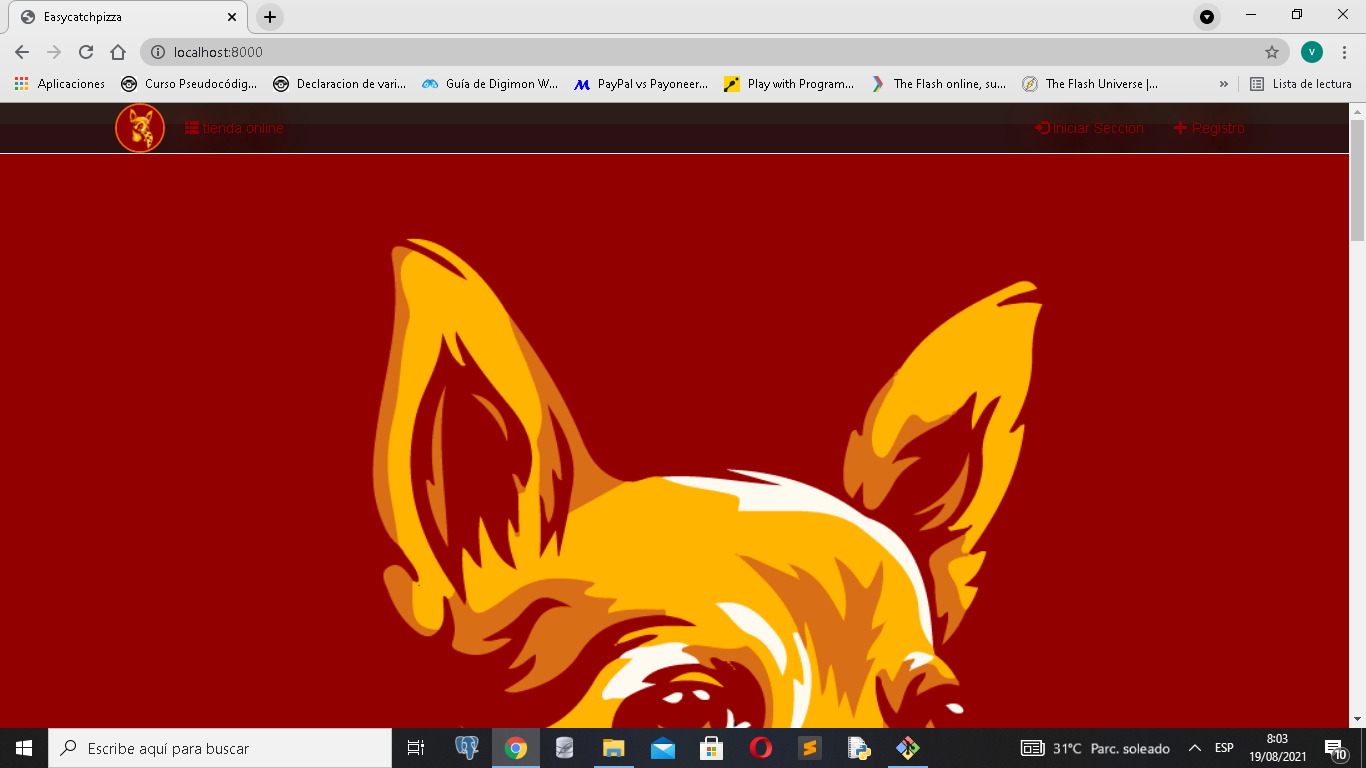 Easycatchpizza
localhost:8000
V
Aplicaciones
Curso Pseudocódig...
Declaracion de vari...
Guía de Digimon W...
PayPal vs Payoneer...
Play with Program...
The Flash online, su...
The Flash Universe |...
»
Lista de lectura
tienda online
Iniciar Sección
Registro
Escribe aquí para buscar
31°C Parc. soleado
ESP
8:03
19/08/2021
10